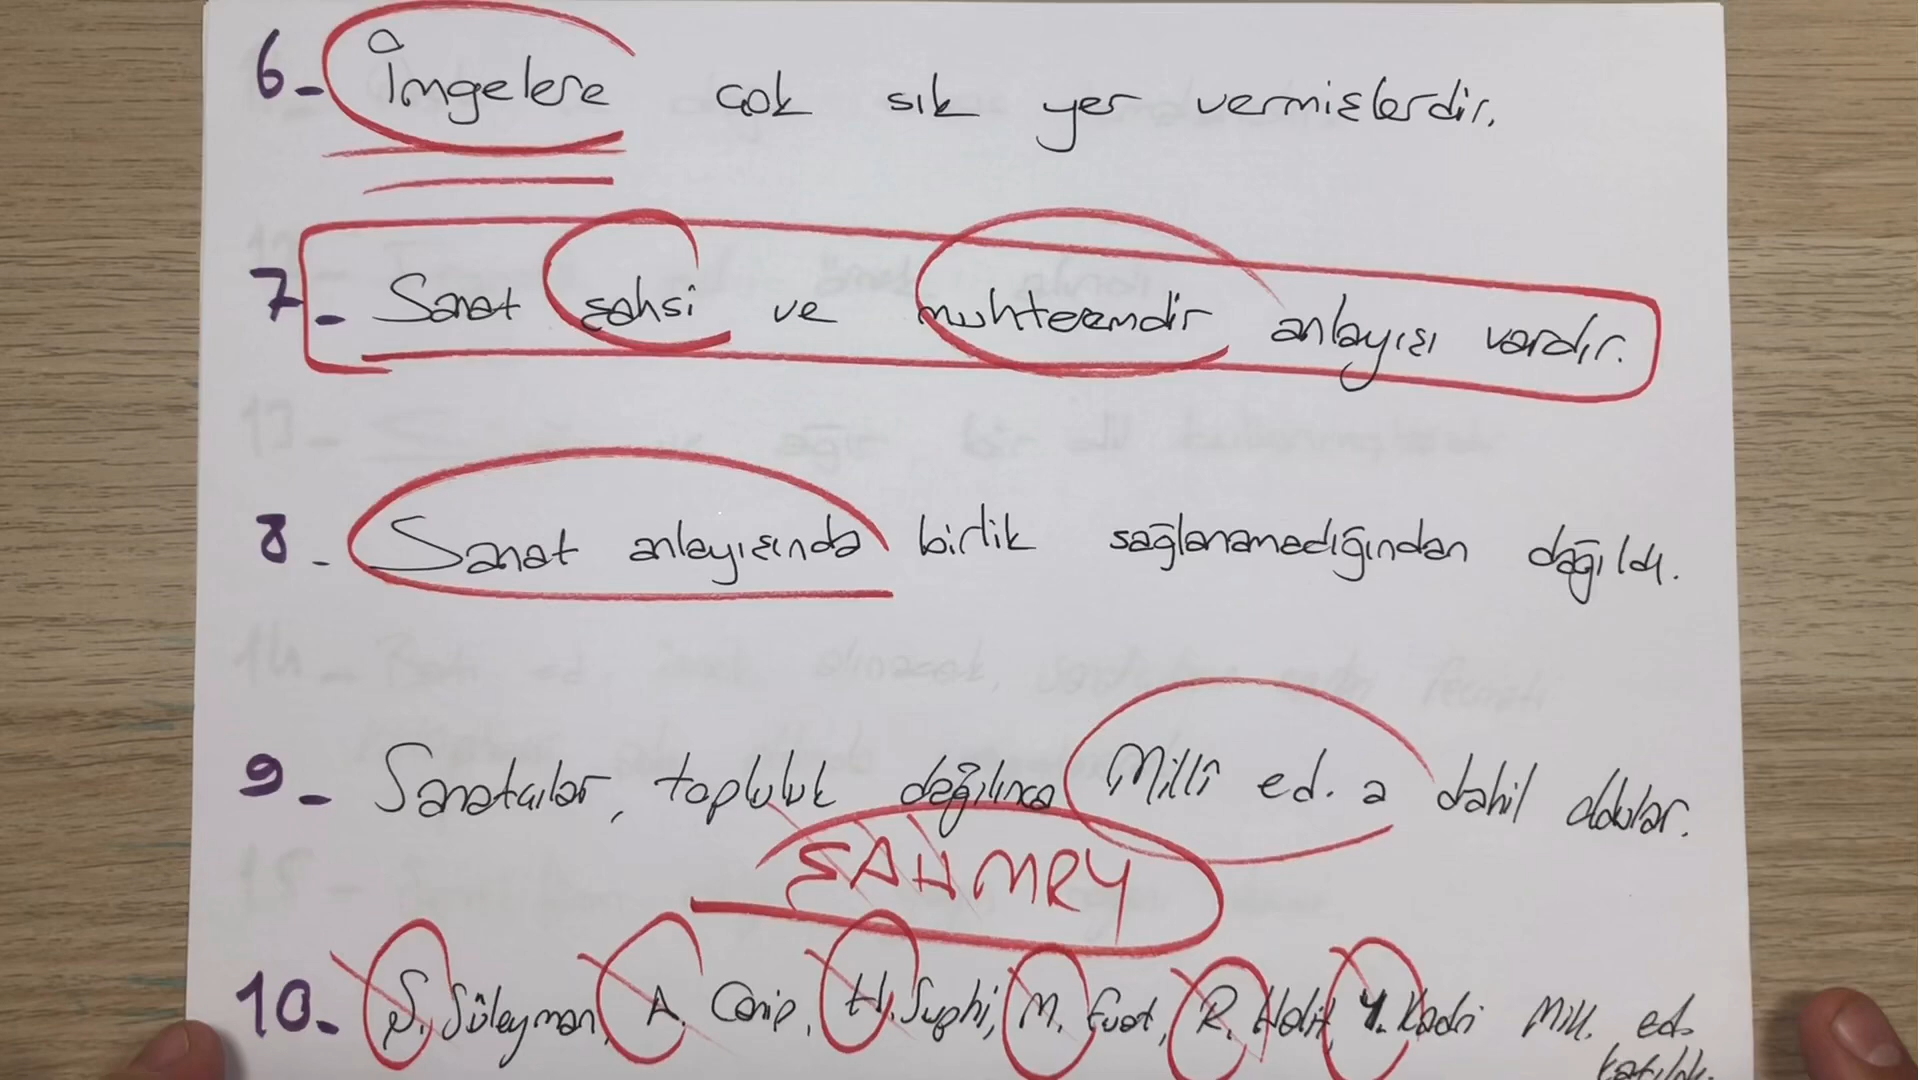 6- İmgelere çok sık yer vermişlerdir.
7- Sanat şahsi ve muhteremdir anlayışı vardır.
8- Sanat anlayışında birlik sağlanamadığından dağıldı.
9- Sanatçılar, topluluk dağılınca Millî ed. a dahil oldular.
ŞAHMRY
10- Ş. Süleyman, A. Canip, H. Suphi, M. Fuat, R. Halit, Y. Kadri Mill. ed.
katıldı.